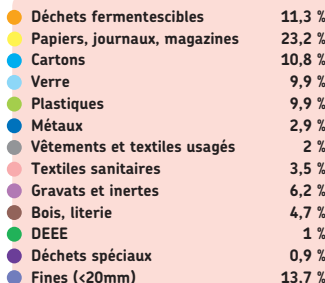 Déchets fermentescibles 11,3 %
Papiers, journaux, magazines 23,2 %
Cartons 10,8 %
Verre 9,9 %
Plastiques 9,9 %
Métaux 2,9 %
Vêtements et textiles usagés 2 %
Textiles sanitaires 3,5 %
Gravats et inertes 6,2 %
Bois, literie 4,7 %
DEEE 1 %
Déchets spéciaux 0,9 %
Fines (<20mm) 13,7 %